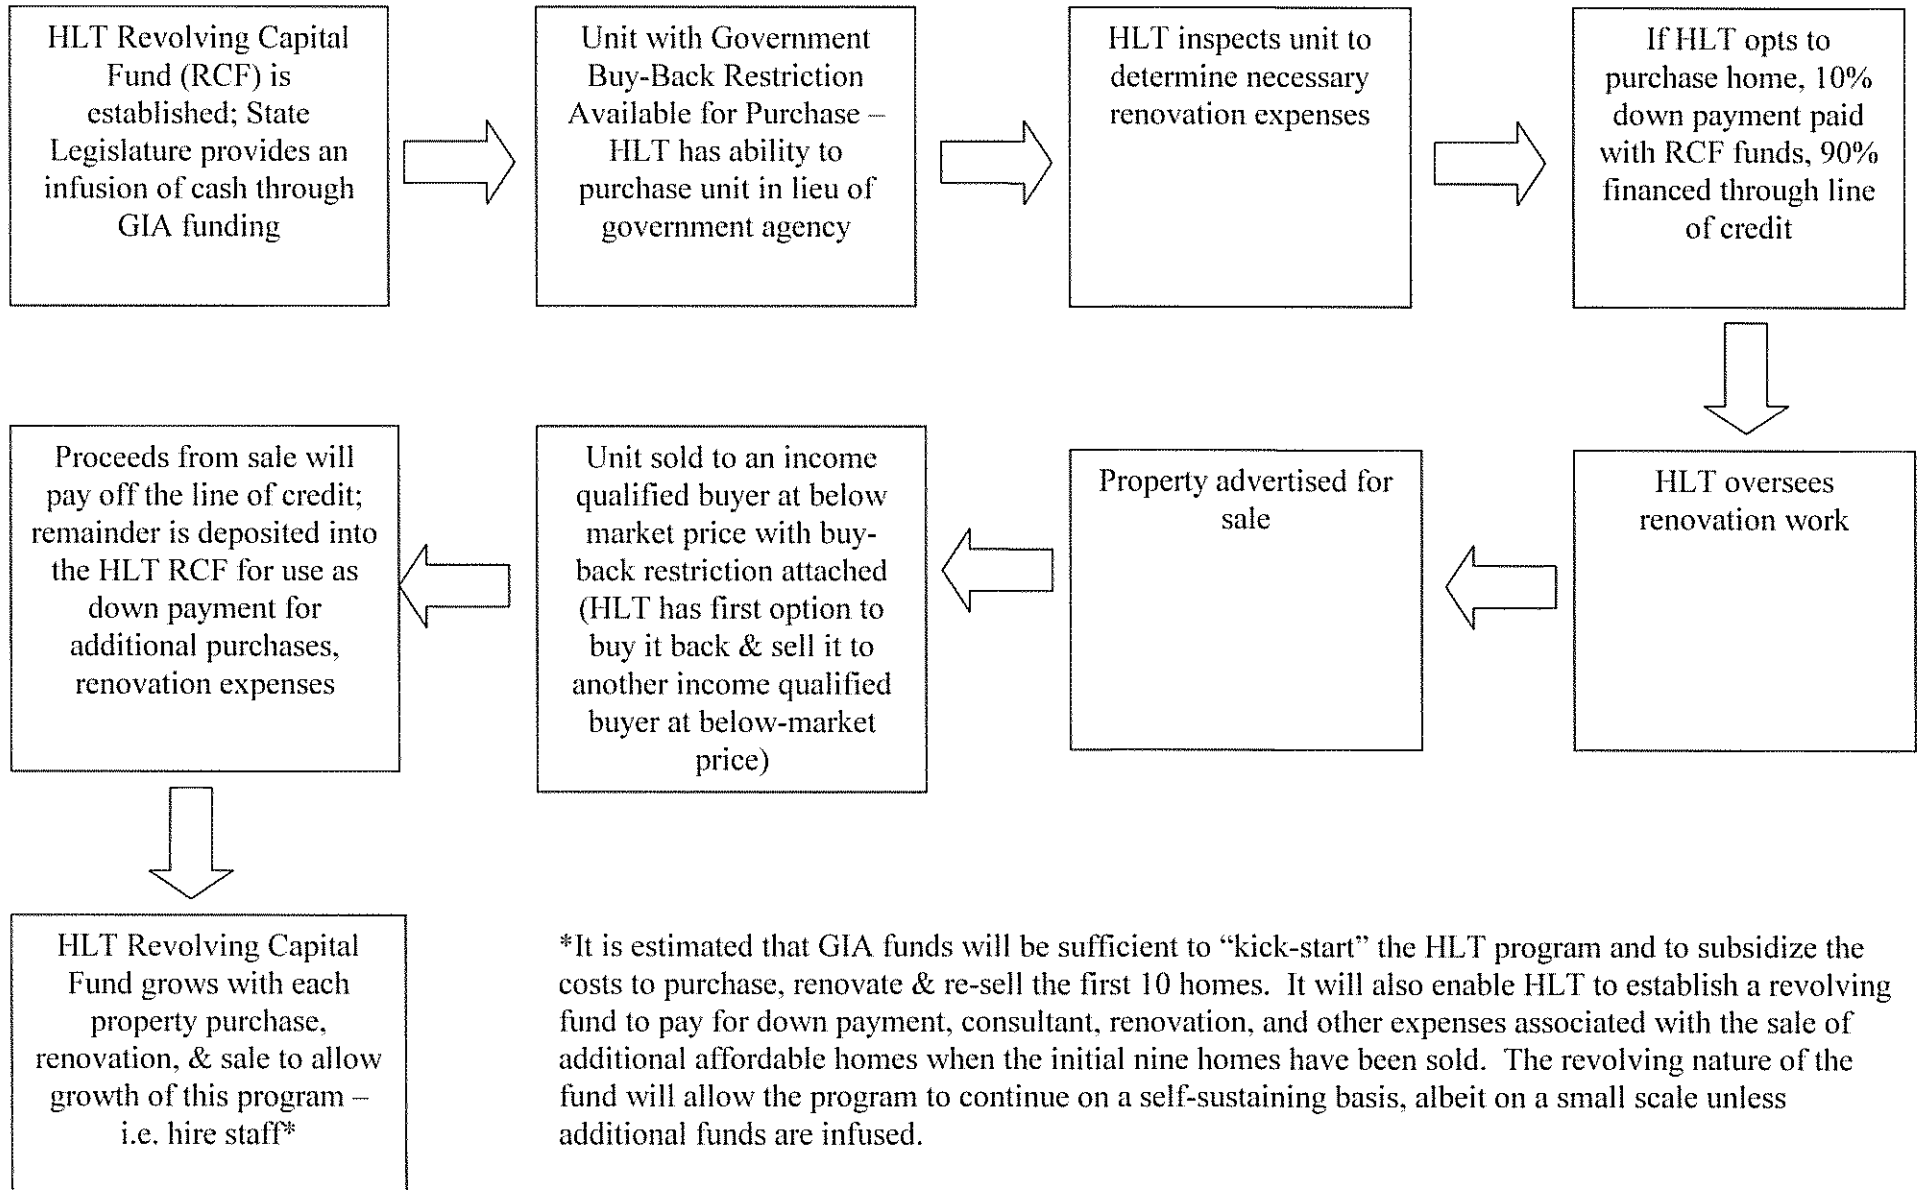 HLT Revolving Capital
Fund (RCF) is
established; State
Legislature provides an
infusion of cash through
GIA funding
Unit with Government
Buy-Back Restriction
Available for Purchase –
HLT has ability to
purchase unit in lieu of
government agency
HLT inspects unit to
determine necessary
renovation expenses
If HLT opts to
purchase home, 10%
down payment paid
with RCF funds, 90%
financed through line
of credit
HLT oversees
renovation work
Property advertised for
sale
Unit sold to an income
qualified buyer at below
market price with buy-
back restriction attached
(HLT has first option to
buy it back & sell it to
another income qualified
buyer at below-market
price)
Proceeds from sale will
pay off the line of credit;
remainder is deposited into
the HLT RCF for use as
down payment for
additional purchases,
renovation expenses
HLT Revolving Capital
Fund grows with each
property purchase,
renovation, & sale to allow
growth of this program –
i.e. hire staff*
*It is estimated that GIA funds will be sufficient to “kick-start” the HLT program and to subsidize the
costs to purchase, renovate & re-sell the first 10 homes. It will also enable HLT to establish a revolving
fund to pay for down payment, consultant, renovation, and other expenses associated with the sale of
additional affordable homes when the initial nine homes have been sold. The revolving nature of the
fund will allow the program to continue on a self-sustaining basis, albeit on a small scale unless
additional funds are infused.